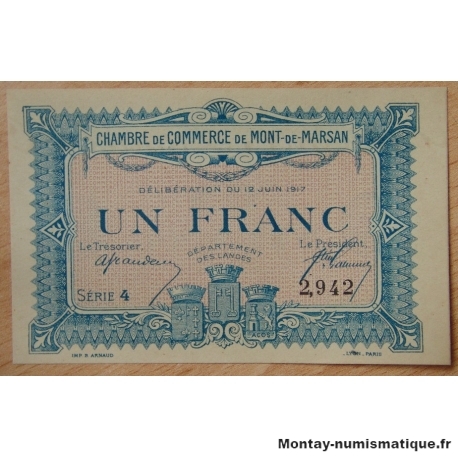 CHAMBRE DE COMMERCE DE MONT-DE-MARSAN
DÉLIBÉRATION DU 12 JUIN 1917
UN FRANC
Le Trésorier, Le Président,
DÉPARTEMENT
DES LANDES
SÉRIE 4 2,942
IMP. B. ARNAUD LYON, PARIS
Montay-numismatique.fr